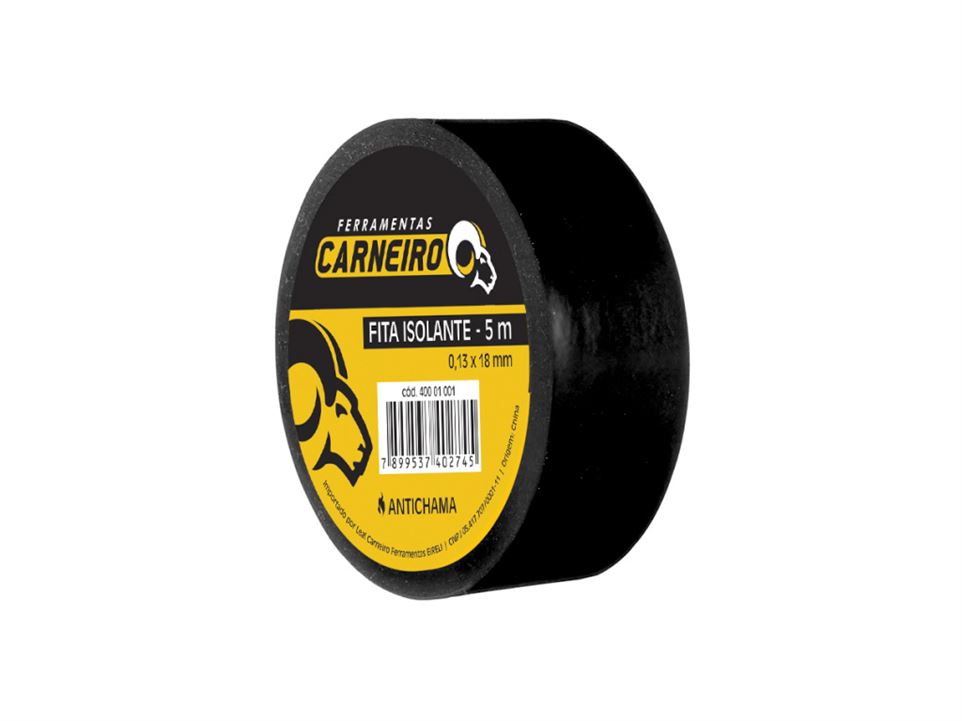 FERRAMENTAS
CARNEIRO
FITA ISOLANTE - 5 m
0,13 x 18 mm
cód. 400 01 001
7 899537 402745
ANTICHAMA
Importado por Leal Carneiro Ferramentas EIRELI | CNPJ 05.417.707/0001-11 | Origem: China